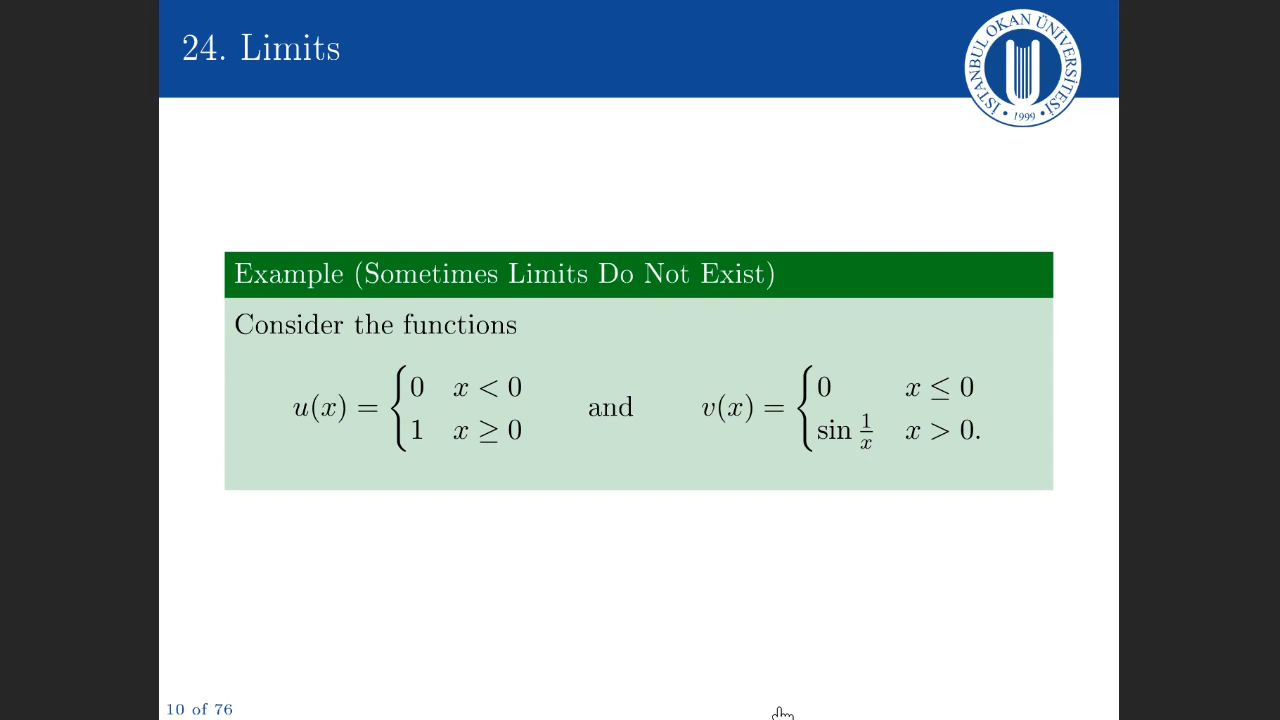 24. Limits
İSTANBUL OKAN ÜNİVERSİTESİ
• 1999 •
Example (Sometimes Limits Do Not Exist)
Consider the functions
u(x) = { 0 x < 0 ; 1 x ≥ 0 and v(x) = { 0 x ≤ 0 ; sin 1/x x > 0.
10 of 76